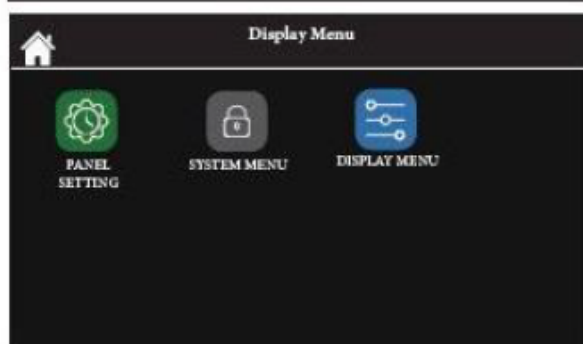 Display Menu
PANEL
SETTING
SYSTEM MENU
DISPLAY MENU